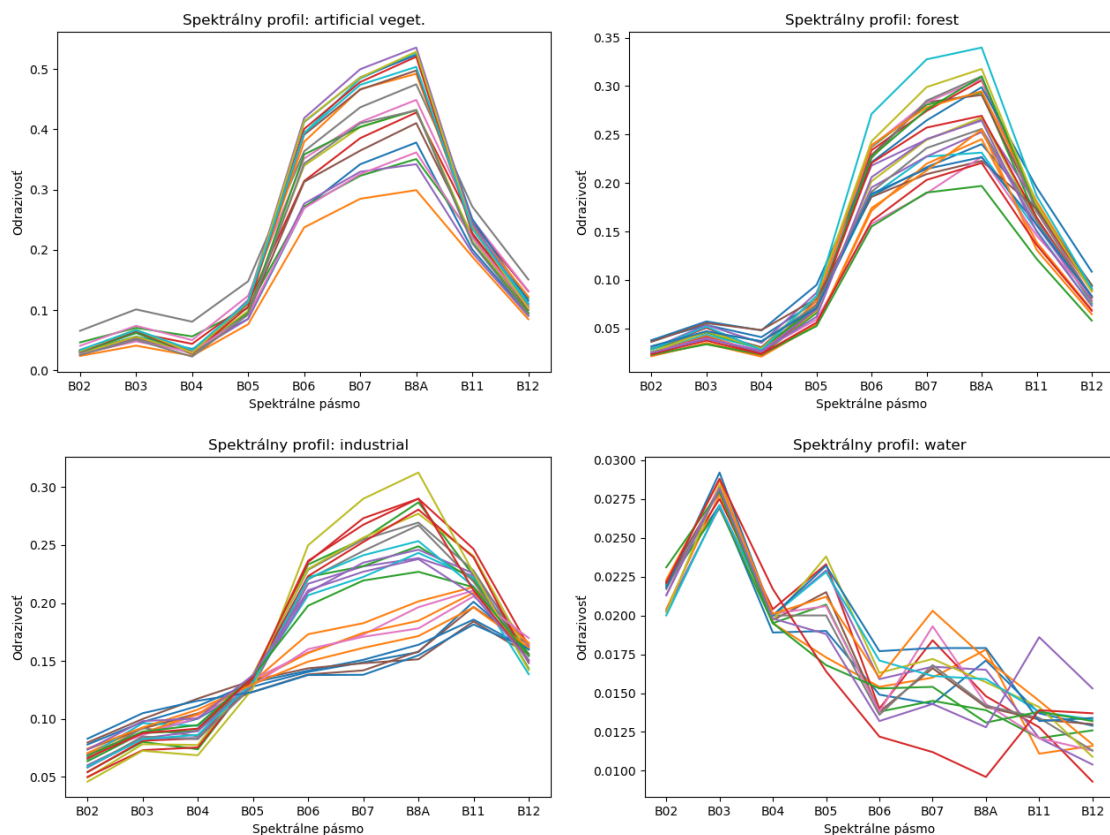 Spektrálny profil: artificial veget.
Odrazivosť
0.5
0.4
0.3
0.2
0.1
0.0
B02 B03 B04 B05 B06 B07 B8A B11 B12
Spektrálne pásmo
Spektrálny profil: forest
Odrazivosť
0.35
0.30
0.25
0.20
0.15
0.10
0.05
B02 B03 B04 B05 B06 B07 B8A B11 B12
Spektrálne pásmo
Spektrálny profil: industrial
Odrazivosť
0.30
0.25
0.20
0.15
0.10
0.05
B02 B03 B04 B05 B06 B07 B8A B11 B12
Spektrálne pásmo
Spektrálny profil: water
Odrazivosť
0.0300
0.0275
0.0250
0.0225
0.0200
0.0175
0.0150
0.0125
0.0100
B02 B03 B04 B05 B06 B07 B8A B11 B12
Spektrálne pásmo